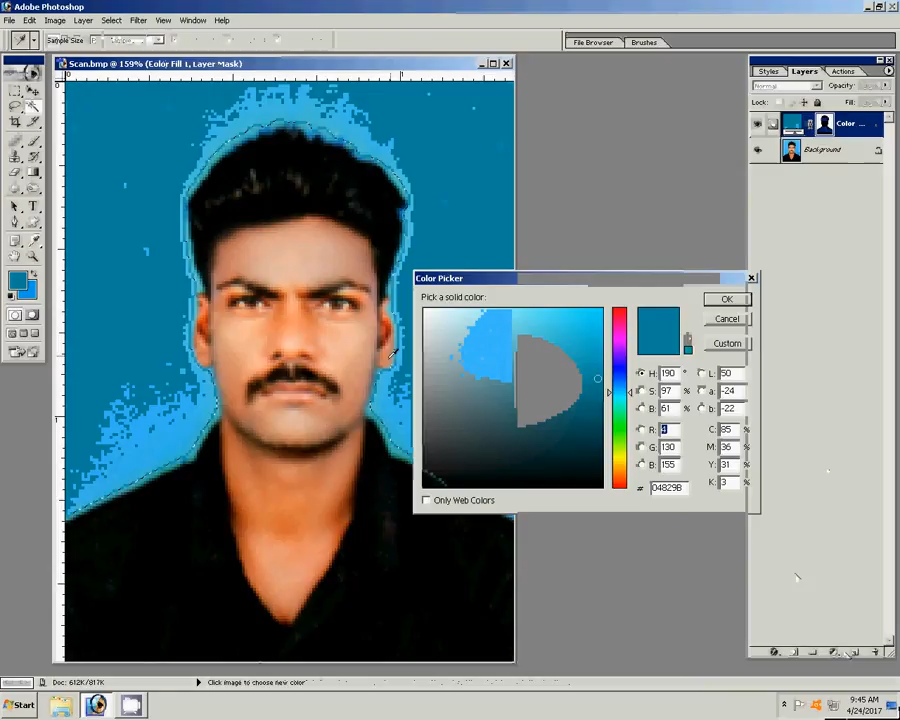 Adobe Photoshop
File Edit Image Layer Select Filter View Window Help
Sample Size
File Browser Brushes
Scan.bmp @ 159% (Color Fill 1, Layer Mask)
Styles Layers Actions
Normal Opacity:
Lock: Fill:
Color ...
Background
Color Picker
Pick a solid color:
OK
Cancel
Custom
H: 190 ° L: 50
S: 97 % a: -24
B: 61 % b: -22
R: 4 C: 85 %
G: 130 M: 36 %
B: 155 Y: 31 %
# 04829B K: 3 %
Only Web Colors
Doc: 612K/817K Click image to choose new color
Start
9:45 AM
4/24/2017